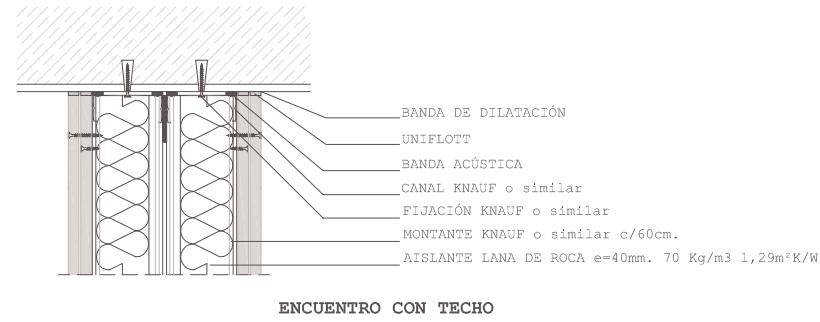 BANDA DE DILATACIÓN
UNIFLOTT
BANDA ACÚSTICA
CANAL KNAUF o similar
FIJACIÓN KNAUF o similar
MONTANTE KNAUF o similar c/60cm.
AISLANTE LANA DE ROCA e=40mm. 70 Kg/m3 1,29m²K/W
ENCUENTRO CON TECHO